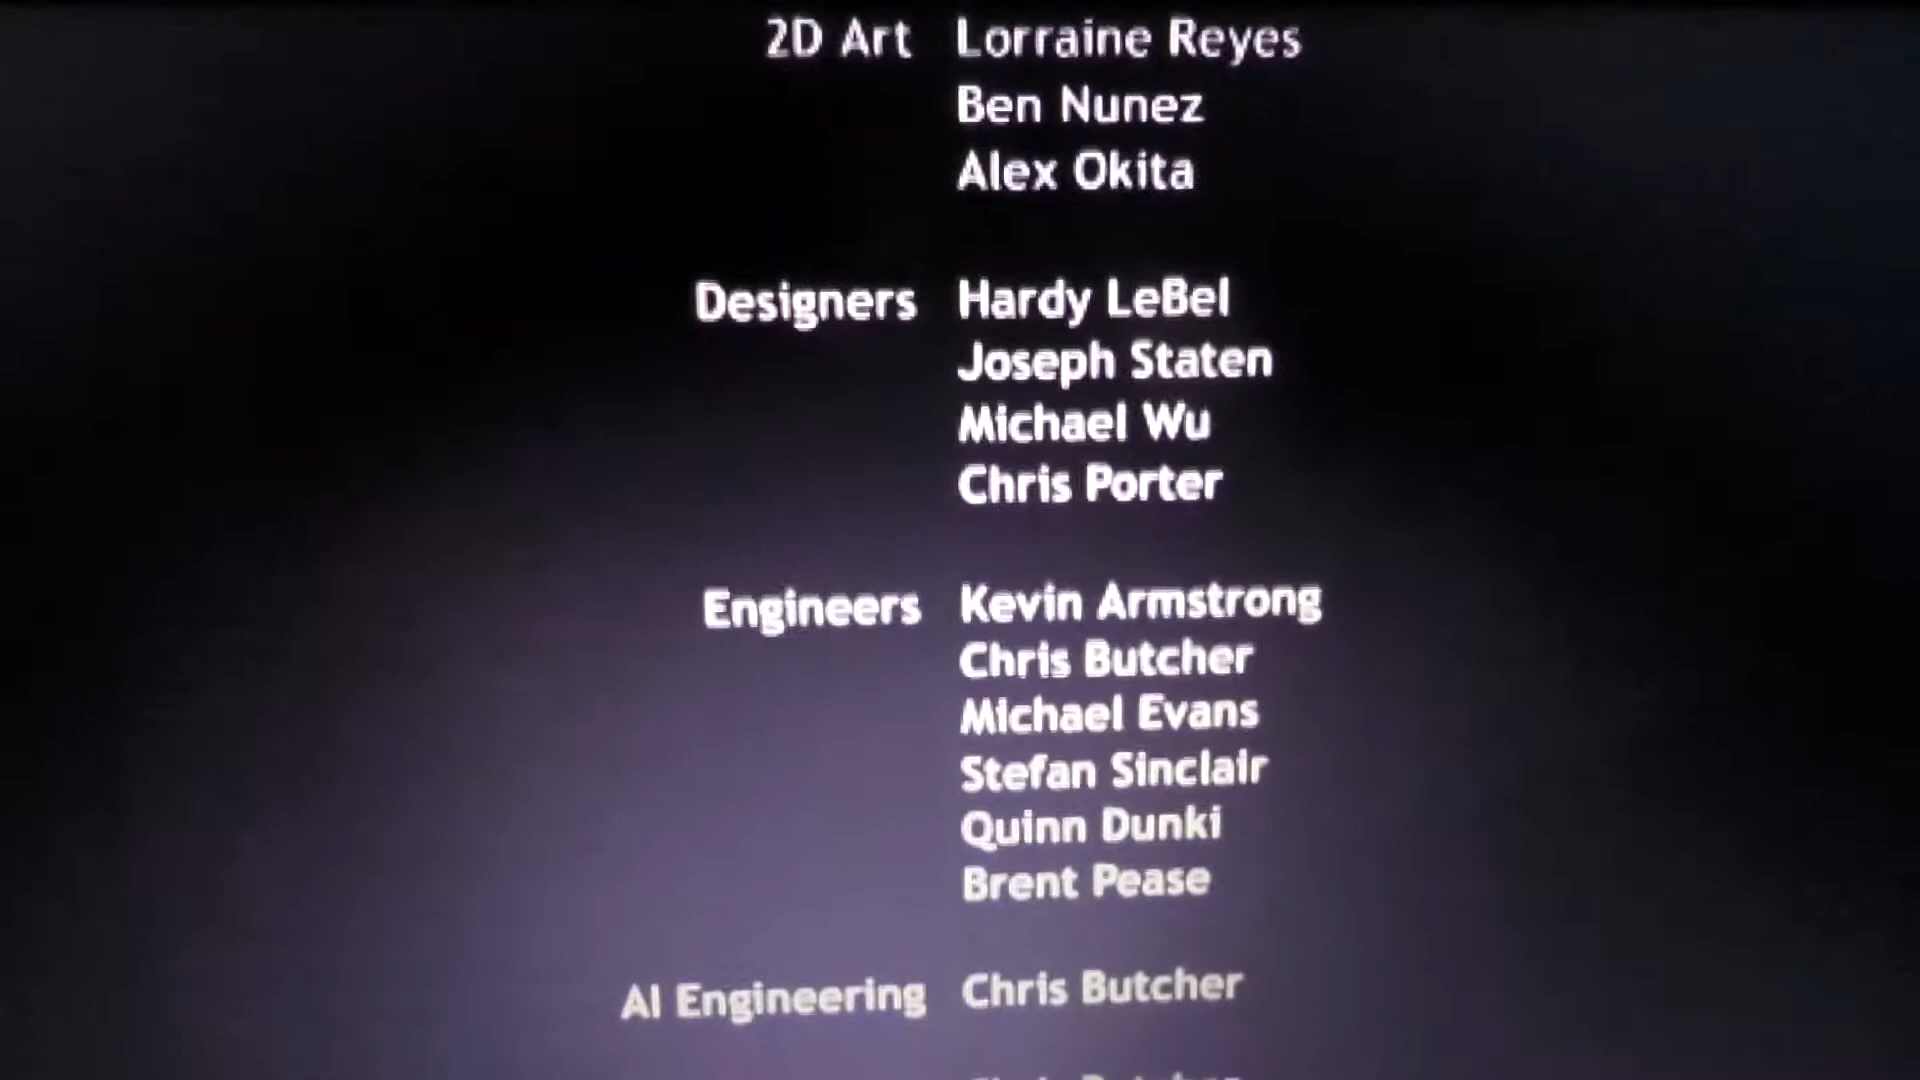 2D Art Lorraine Reyes
Ben Nunez
Alex Okita
Designers Hardy LeBel
Joseph Staten
Michael Wu
Chris Porter
Engineers Kevin Armstrong
Chris Butcher
Michael Evans
Stefan Sinclair
Quinn Dunki
Brent Pease
AI Engineering Chris Butcher